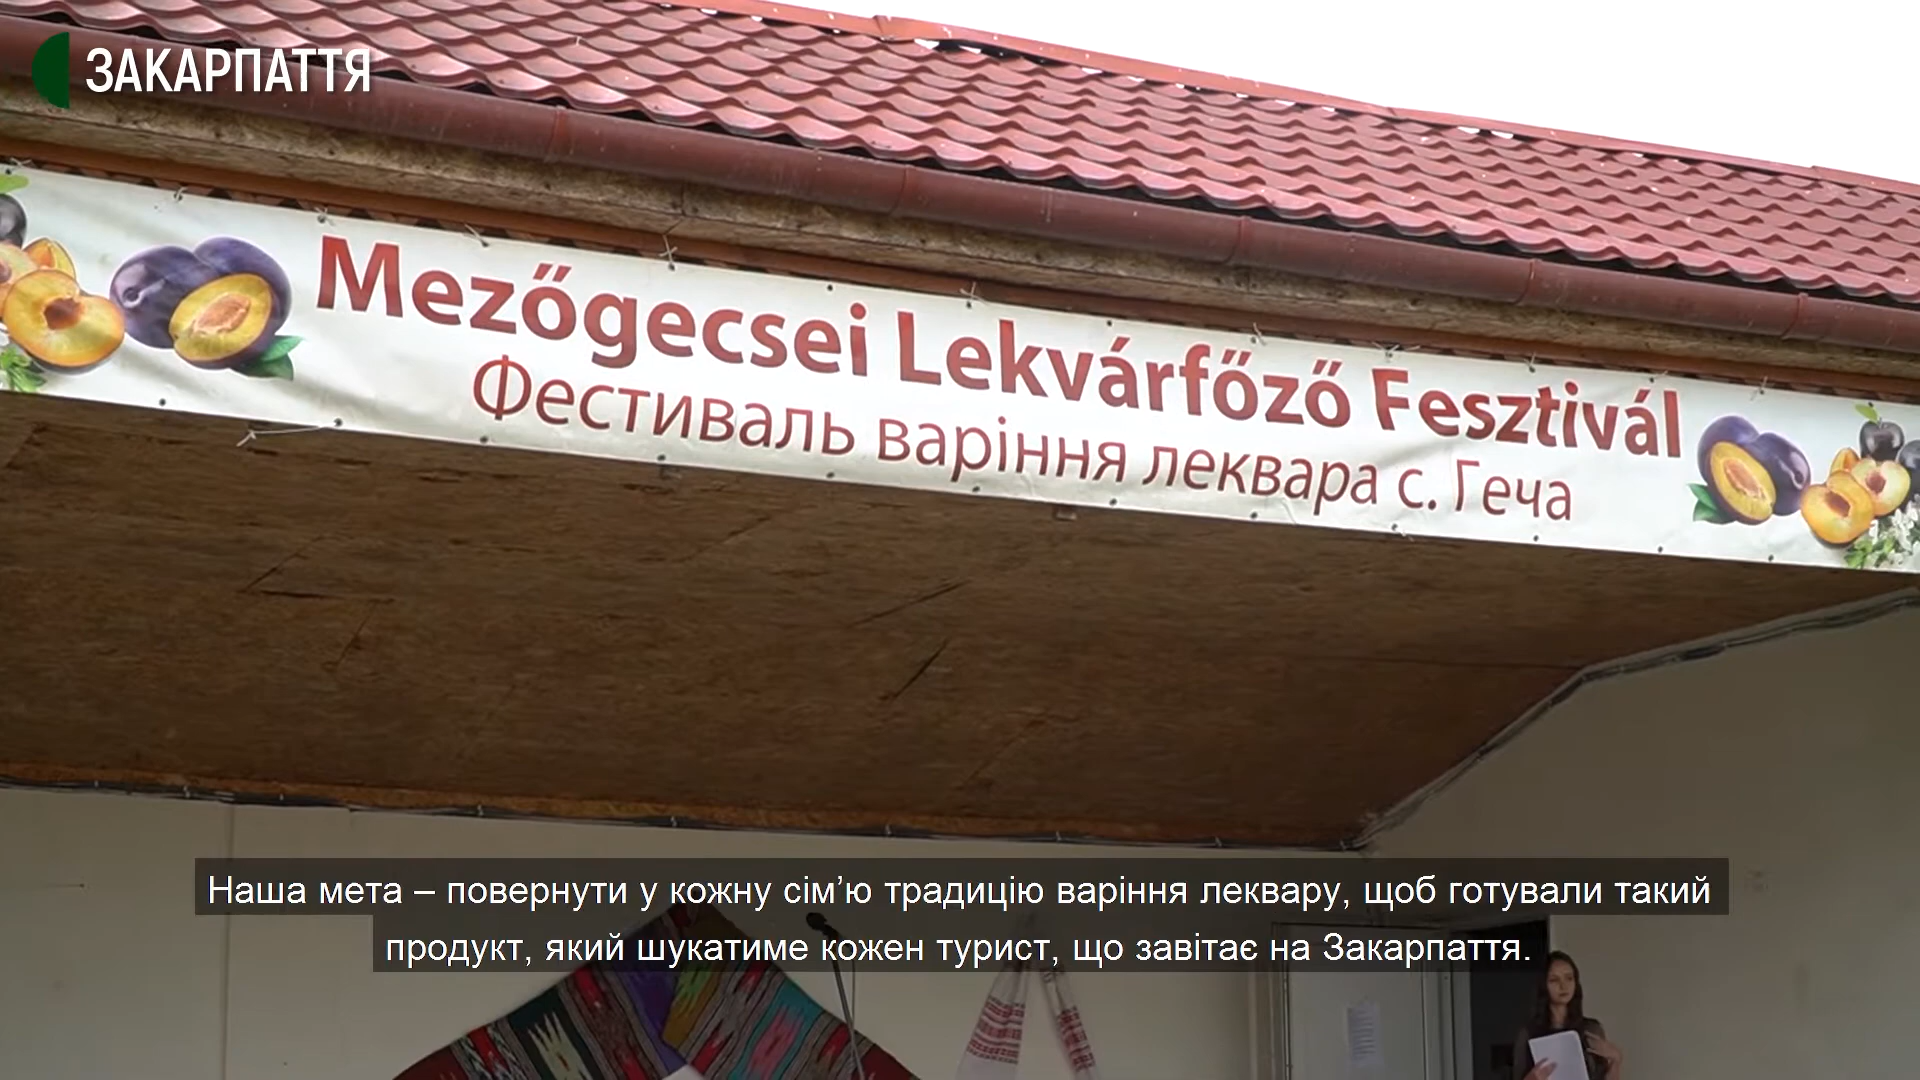 ЗАКАРПАТТЯ
Mezőgecsei Lekvárfőző Fesztivál
Фестиваль варіння леквара с. Геча
Наша мета – повернути у кожну сім’ю традицію варіння леквару, щоб готували такий
продукт, який шукатиме кожен турист, що завітає на Закарпаття.